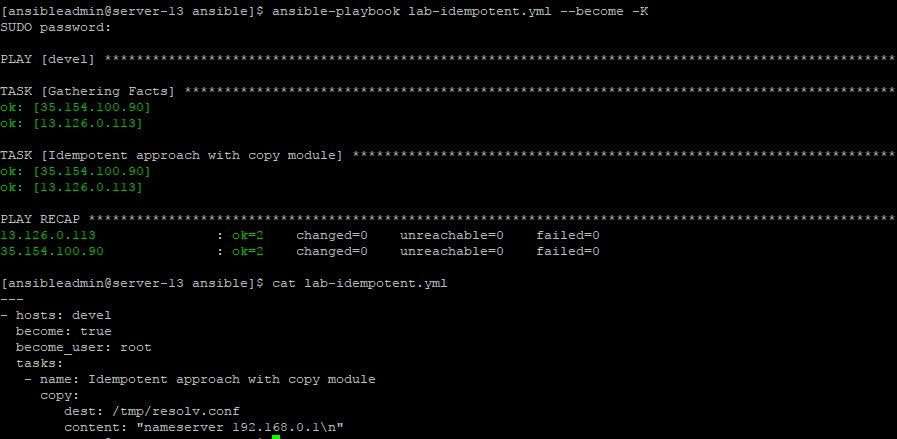 [ansibleadmin@server-13 ansible]$ ansible-playbook lab-idempotent.yml --become -K
SUDO password:
PLAY [devel] ***************************************************************************************************
TASK [Gathering Facts] *****************************************************************************************
ok: [35.154.100.90]
ok: [13.126.0.113]
TASK [Idempotent approach with copy module] ********************************************************************
ok: [35.154.100.90]
ok: [13.126.0.113]
PLAY RECAP *****************************************************************************************************
13.126.0.113               : ok=2    changed=0    unreachable=0    failed=0
35.154.100.90              : ok=2    changed=0    unreachable=0    failed=0
[ansibleadmin@server-13 ansible]$ cat lab-idempotent.yml
---
- hosts: devel
  become: true
  become_user: root
  tasks:
   - name: Idempotent approach with copy module
     copy:
        dest: /tmp/resolv.conf
        content: "nameserver 192.168.0.1\n"